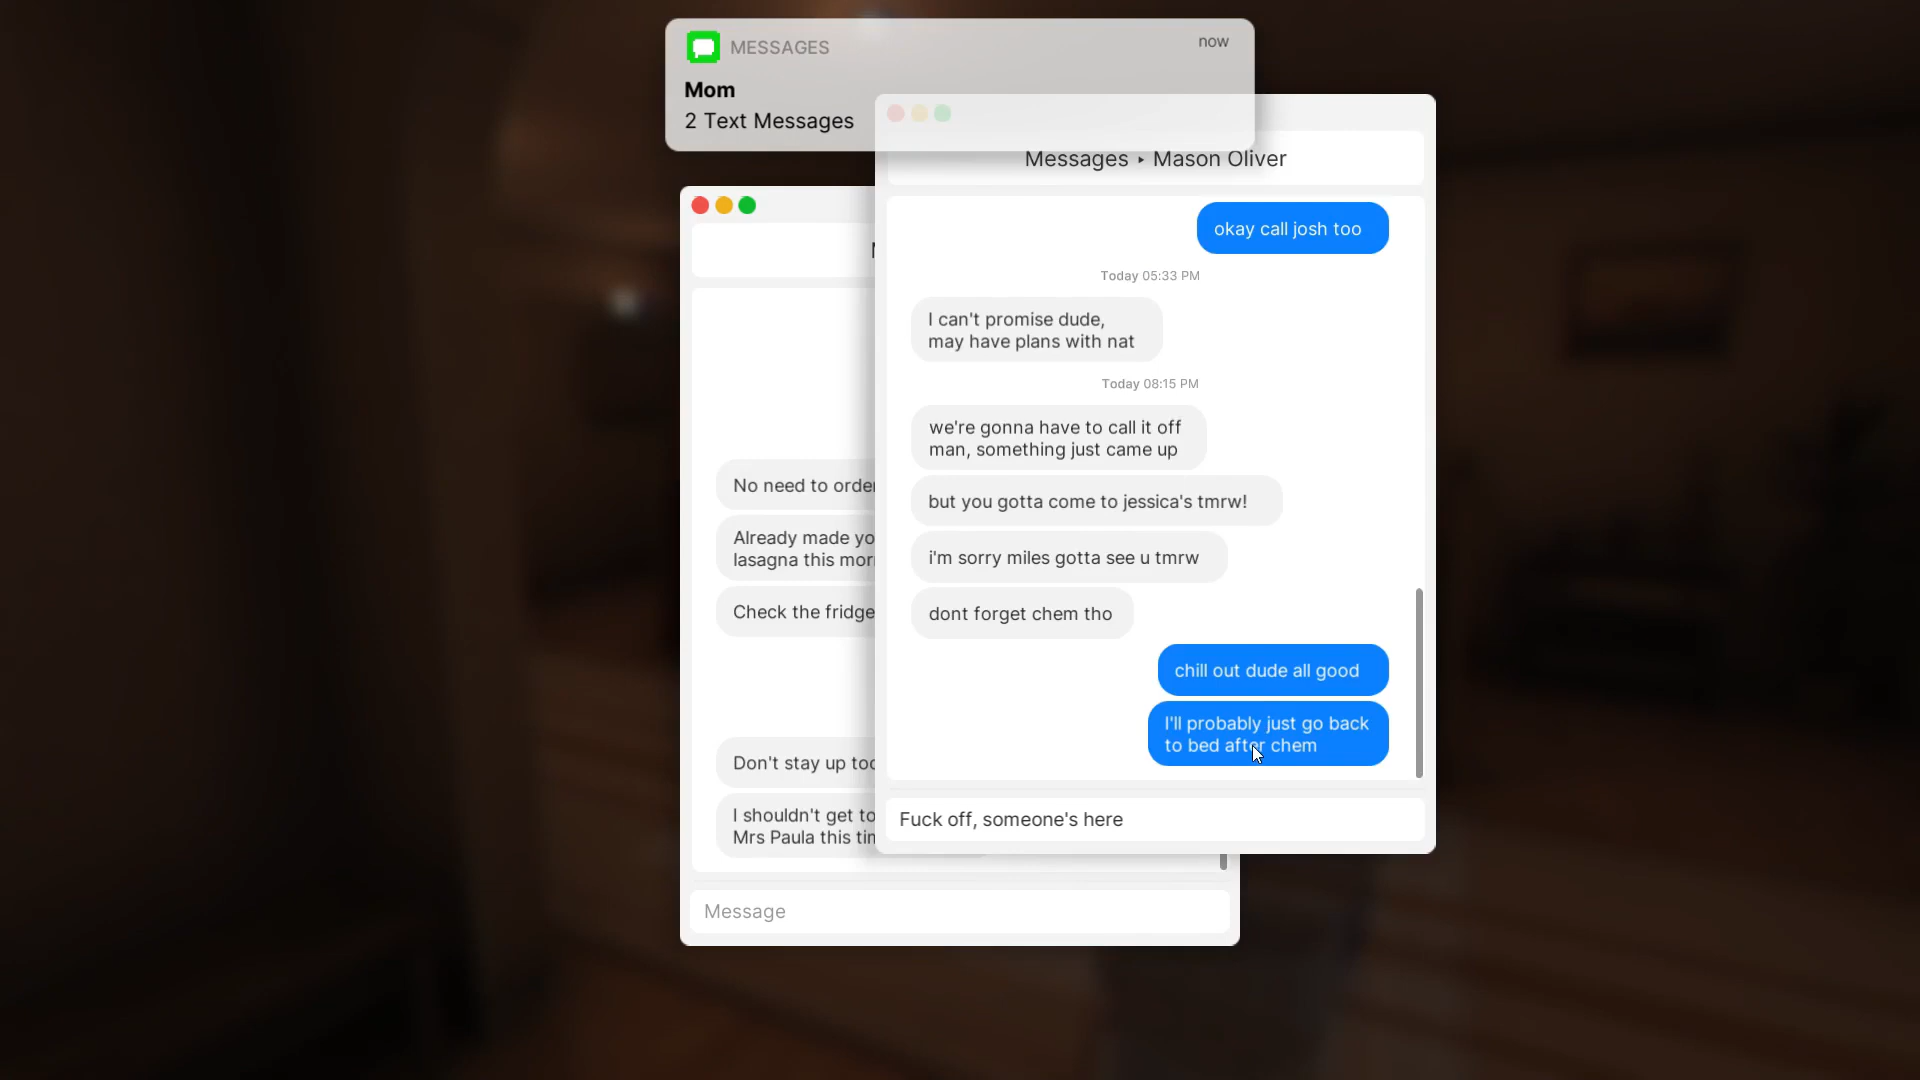 MESSAGES
now
Mom
2 Text Messages
Messages ▸ Mason Oliver
okay call josh too
Today 05:33 PM
I can't promise dude,
may have plans with nat
Today 08:15 PM
we're gonna have to call it off
man, something just came up
but you gotta come to jessica's tmrw!
i'm sorry miles gotta see u tmrw
dont forget chem tho
chill out dude all good
I'll probably just go back
to bed after chem
Fuck off, someone's here
No need to order
Already made yo
lasagna this mor
Check the fridge
Don't stay up too
I shouldn't get to
Mrs Paula this tim
Message